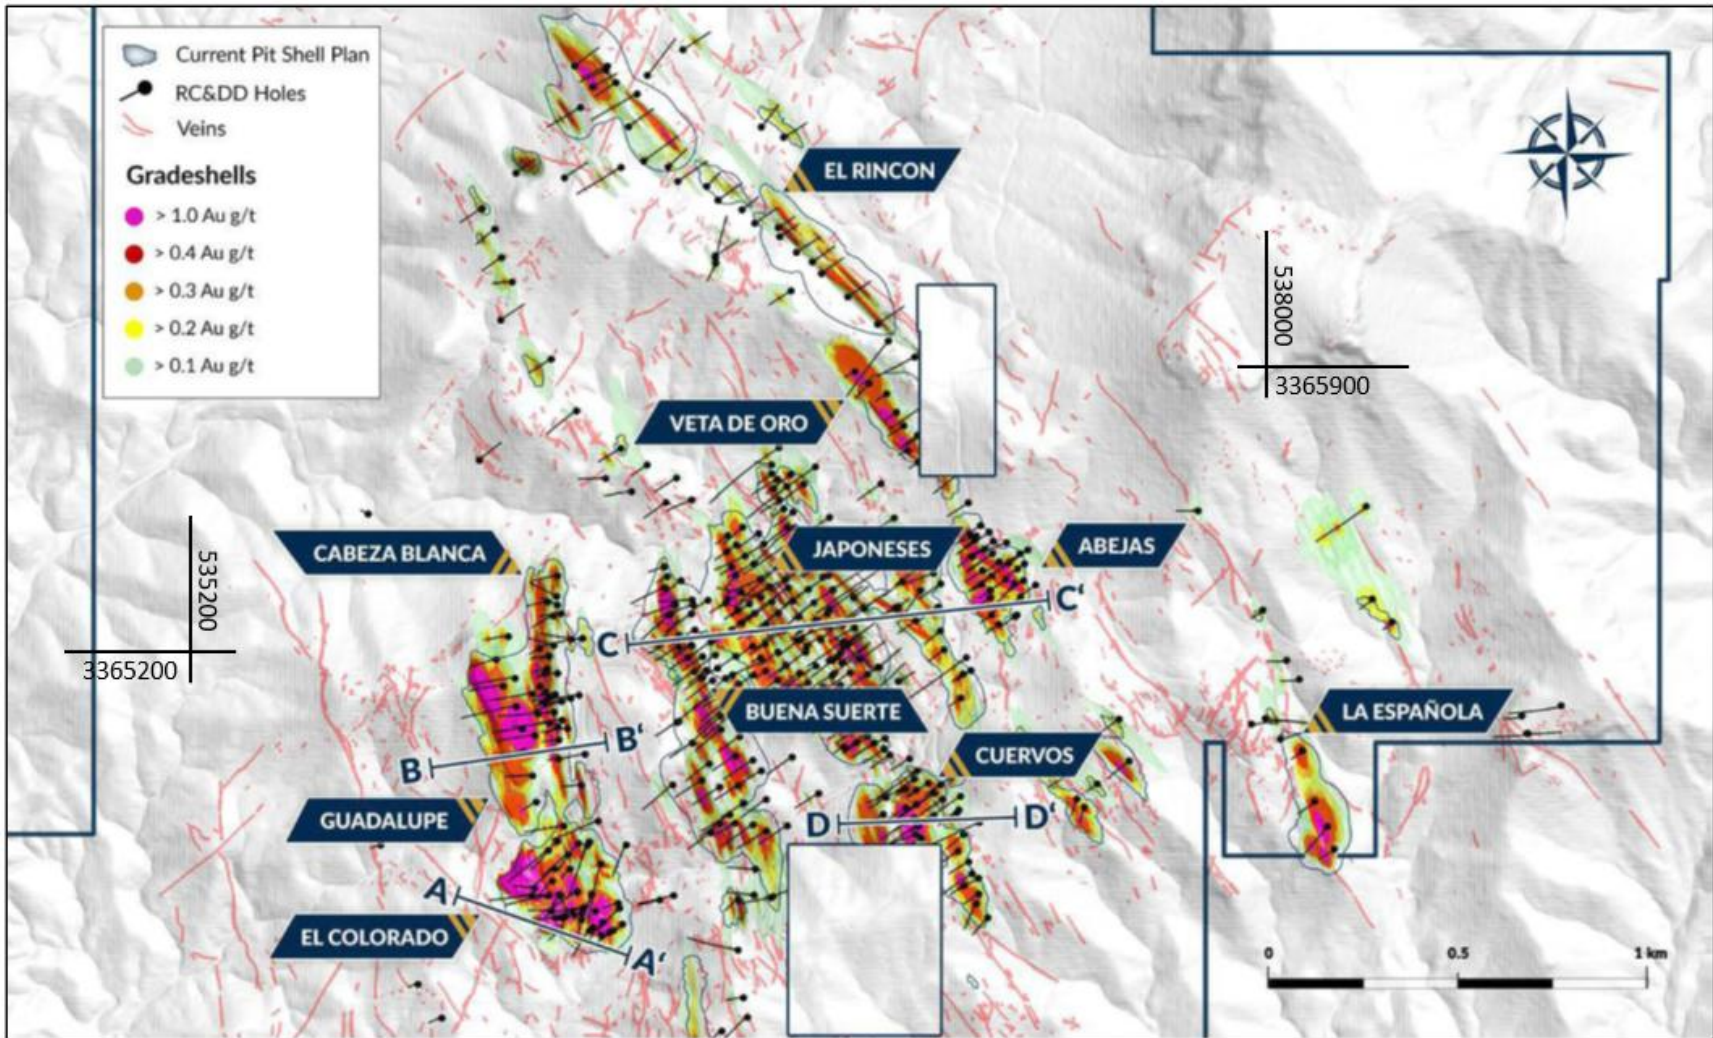 Current Pit Shell Plan
RC&DD Holes
Veins
Gradeshells
> 1.0 Au g/t
> 0.4 Au g/t
> 0.3 Au g/t
> 0.2 Au g/t
> 0.1 Au g/t
EL RINCON
538000
3365900
VETA DE ORO
CABEZA BLANCA
JAPONESES
ABEJAS
535200
3365200
C
C‘
BUENA SUERTE
LA ESPAÑOLA
B
B‘
CUERVOS
GUADALUPE
D
D‘
A
A‘
EL COLORADO
0 0.5 1 km